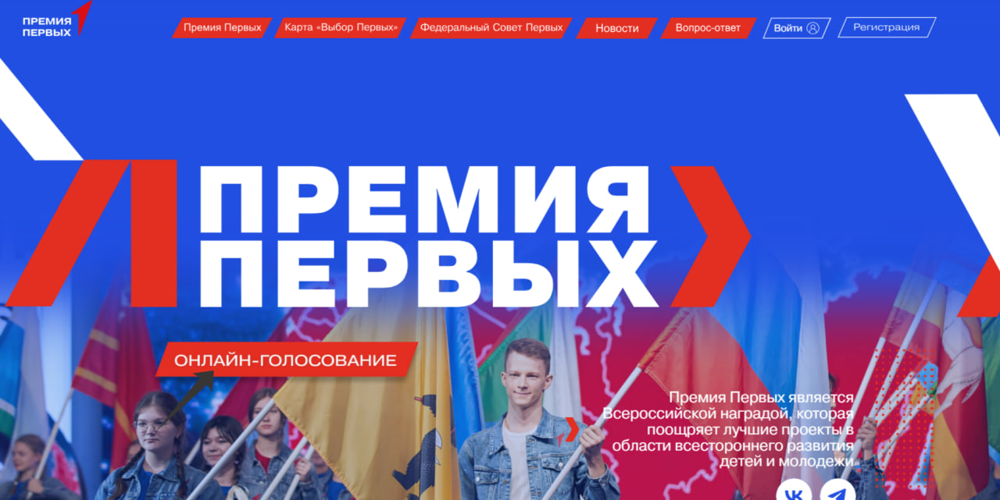 ПРЕМИЯ
ПЕРВЫХ
Премия Первых
Карта «Выбор Первых»
Федеральный Совет Первых
Новости
Вопрос-ответ
Войти
Регистрация
ПРЕМИЯ
ПЕРВЫХ
ОНЛАЙН-ГОЛОСОВАНИЕ
Премия Первых является
Всероссийской наградой, которая
поощряет лучшие проекты в
области всестороннего развития
детей и молодежи